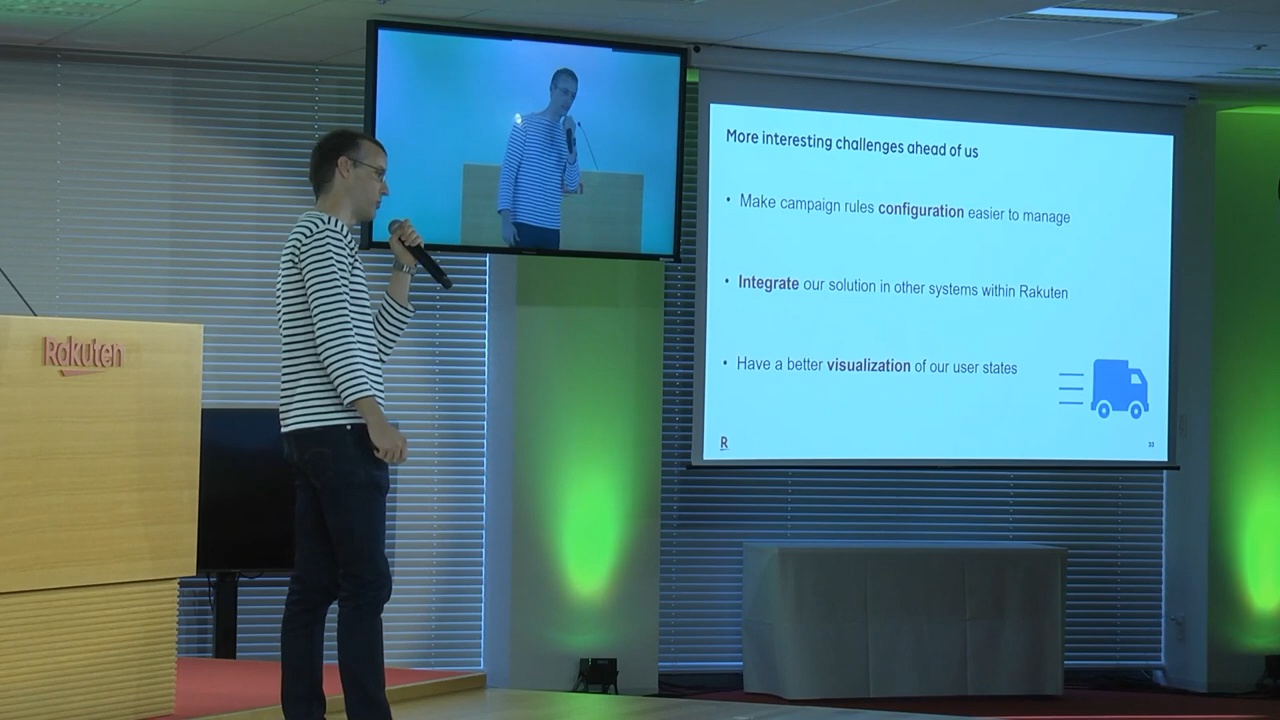 Rakuten
More interesting challenges ahead of us
• Make campaign rules configuration easier to manage
• Integrate our solution in other systems within Rakuten
• Have a better visualization of our user states
R
33